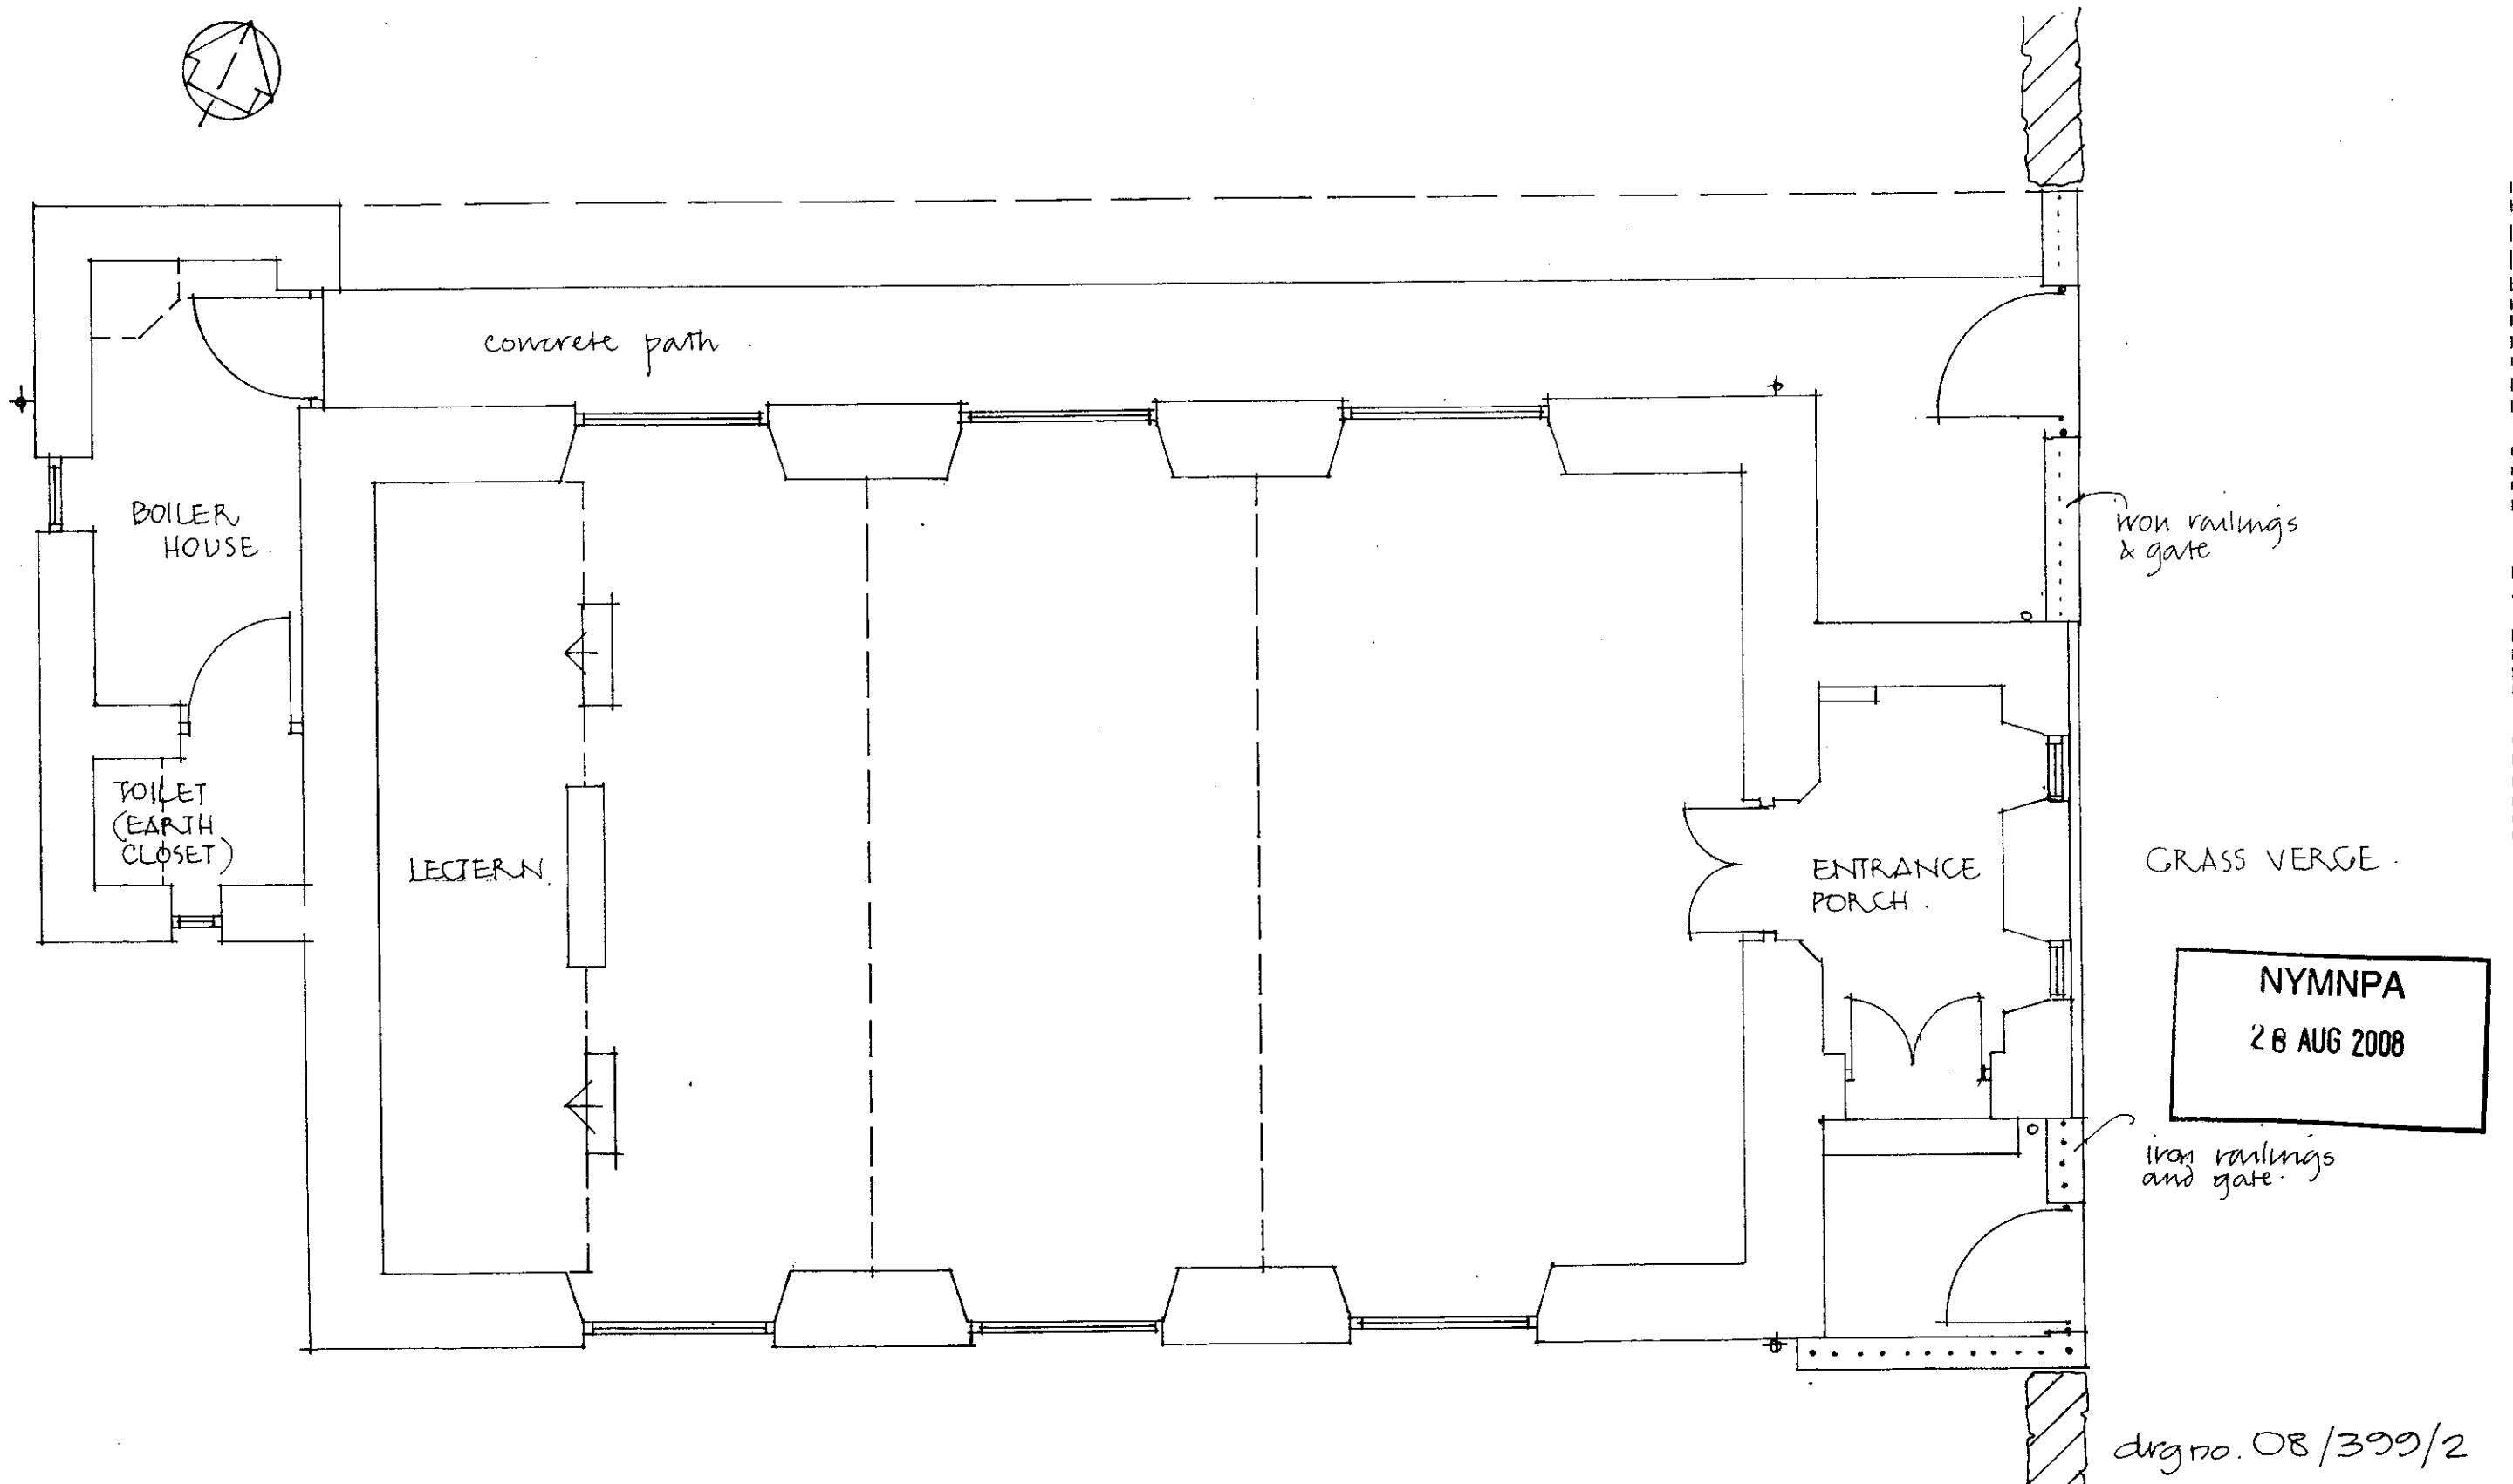 concrete path.
BOILER
HOUSE.
iron railings
& gate
TOILET
(EARTH
CLOSET)
LECTERN.
ENTRANCE
PORCH.
GRASS VERGE.
NYMNPA
28 AUG 2008
iron railings
and gate.
drg no. 08/399/2